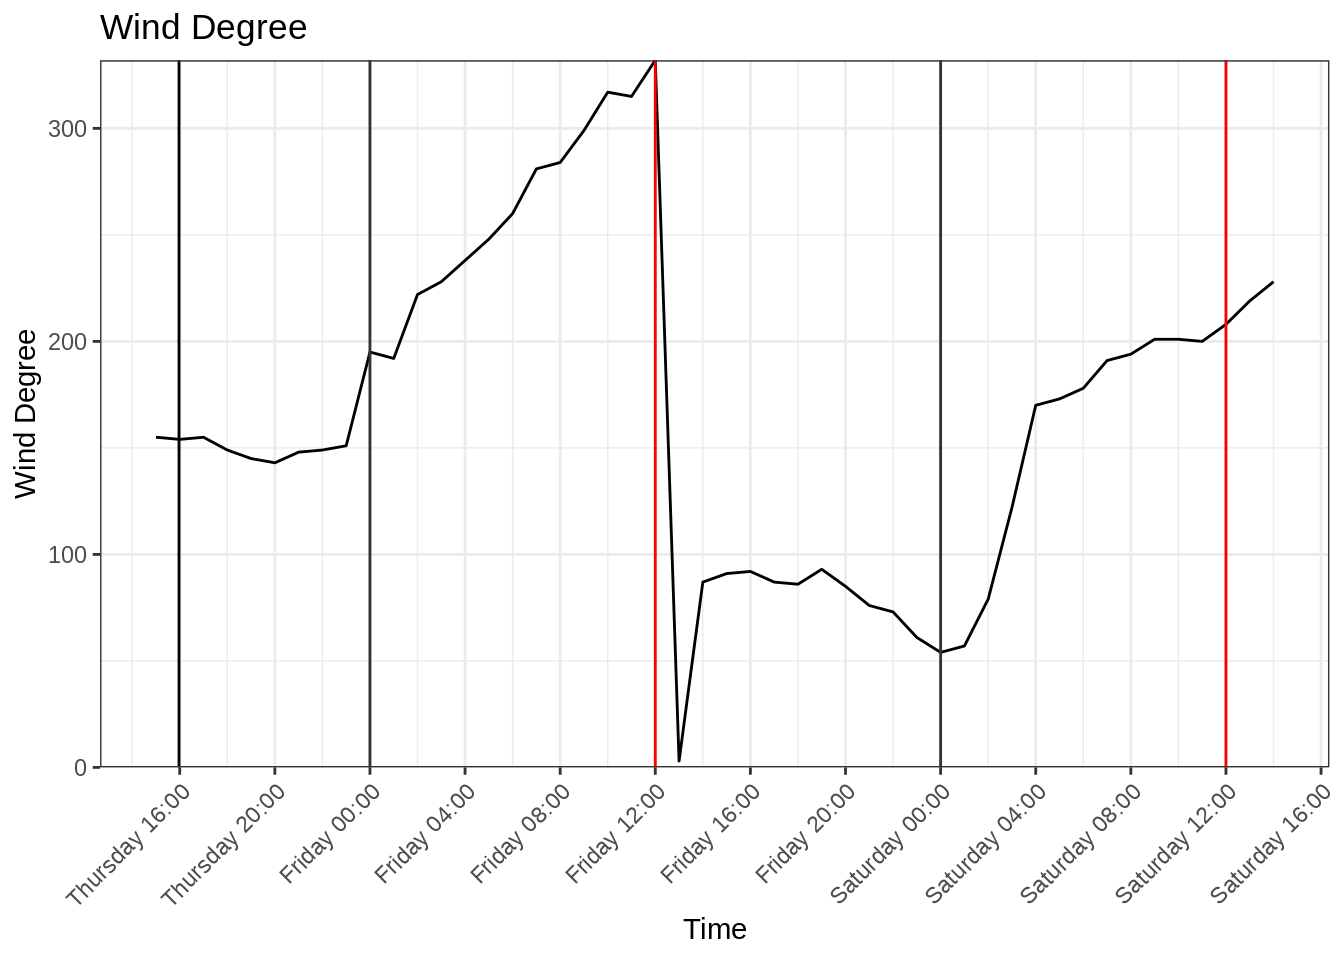 Wind Degree
Wind Degree
300
200
100
0
Thursday 16:00
Thursday 20:00
Friday 00:00
Friday 04:00
Friday 08:00
Friday 12:00
Friday 16:00
Friday 20:00
Saturday 00:00
Saturday 04:00
Saturday 08:00
Saturday 12:00
Saturday 16:00
Time